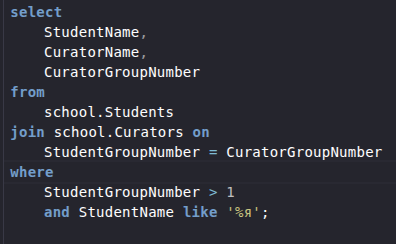 select
    StudentName,
    CuratorName,
    CuratorGroupNumber
from
    school.Students
join school.Curators on
    StudentGroupNumber = CuratorGroupNumber
where
    StudentGroupNumber > 1
    and StudentName like '%я';